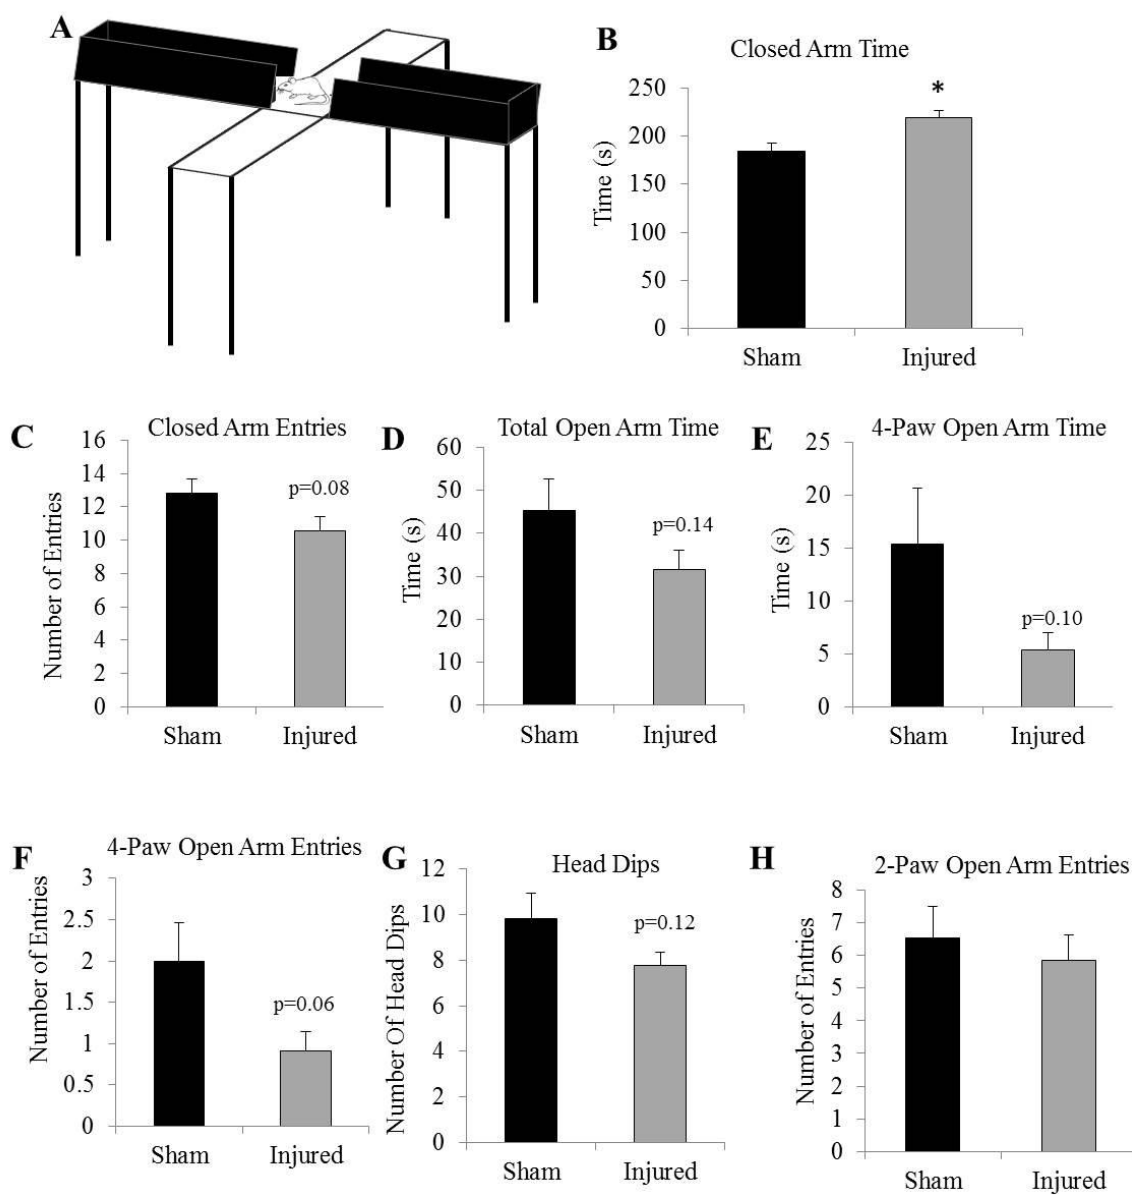 A
B
Closed Arm Time
*
250
200
150
100
50
0
Time (s)
Sham Injured
C
Closed Arm Entries
16
14
12
10
8
6
4
2
0
Number of Entries
p=0.08
Sham Injured
D
Total Open Arm Time
60
50
40
30
20
10
0
Time (s)
p=0.14
Sham Injured
E
4-Paw Open Arm Time
25
20
15
10
5
0
Time (s)
p=0.10
Sham Injured
F
4-Paw Open Arm Entries
3
2.5
2
1.5
1
0.5
0
Number of Entries
p=0.06
Sham Injured
G
Head Dips
12
10
8
6
4
2
0
Number Of Head Dips
p=0.12
Sham Injured
H
2-Paw Open Arm Entries
8
7
6
5
4
3
2
1
0
Number of Entries
Sham Injured